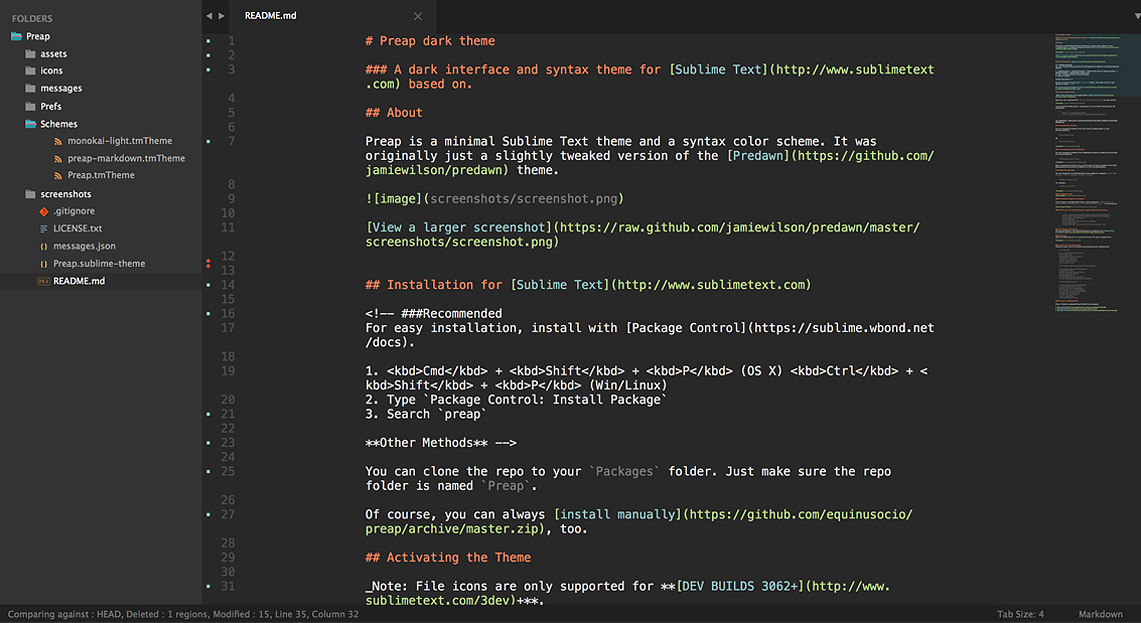 FOLDERS
Preap
assets
icons
messages
Prefs
Schemes
monokai-light.tmTheme
preap-markdown.tmTheme
Preap.tmTheme
screenshots
.gitignore
LICENSE.txt
messages.json
Preap.sublime-theme
README.md
README.md
1 # Preap dark theme
2
3 ### A dark interface and syntax theme for [Sublime Text](http://www.sublimetext
.com) based on.
4
5 ## About
6
7 Preap is a minimal Sublime Text theme and a syntax color scheme. It was
originally just a slightly tweaked version of the [Predawn](https://github.com/
jamiewilson/predawn) theme.
8
9 ![image](screenshots/screenshot.png)
10
11 [View a larger screenshot](https://raw.github.com/jamiewilson/predawn/master/
screenshots/screenshot.png)
12
13
14 ## Installation for [Sublime Text](http://www.sublimetext.com)
15
16 <!-- ###Recommended
17 For easy installation, install with [Package Control](https://sublime.wbond.net
/docs).
18
19 1. <kbd>Cmd</kbd> + <kbd>Shift</kbd> + <kbd>P</kbd> (OS X) <kbd>Ctrl</kbd> + <
kbd>Shift</kbd> + <kbd>P</kbd> (Win/Linux)
20 2. Type `Package Control: Install Package`
21 3. Search `preap`
22
23 **Other Methods** -->
24
25 You can clone the repo to your `Packages` folder. Just make sure the repo
folder is named `Preap`.
26
27 Of course, you can always [install manually](https://github.com/equinusocio/
preap/archive/master.zip), too.
28
29 ## Activating the Theme
30
31 _Note: File icons are only supported for **[DEV BUILDS 3062+](http://www.
sublimetext.com/3dev)+**.
Comparing against : HEAD, Deleted : 1 regions, Modified : 15, Line 35, Column 32
Tab Size: 4
Markdown